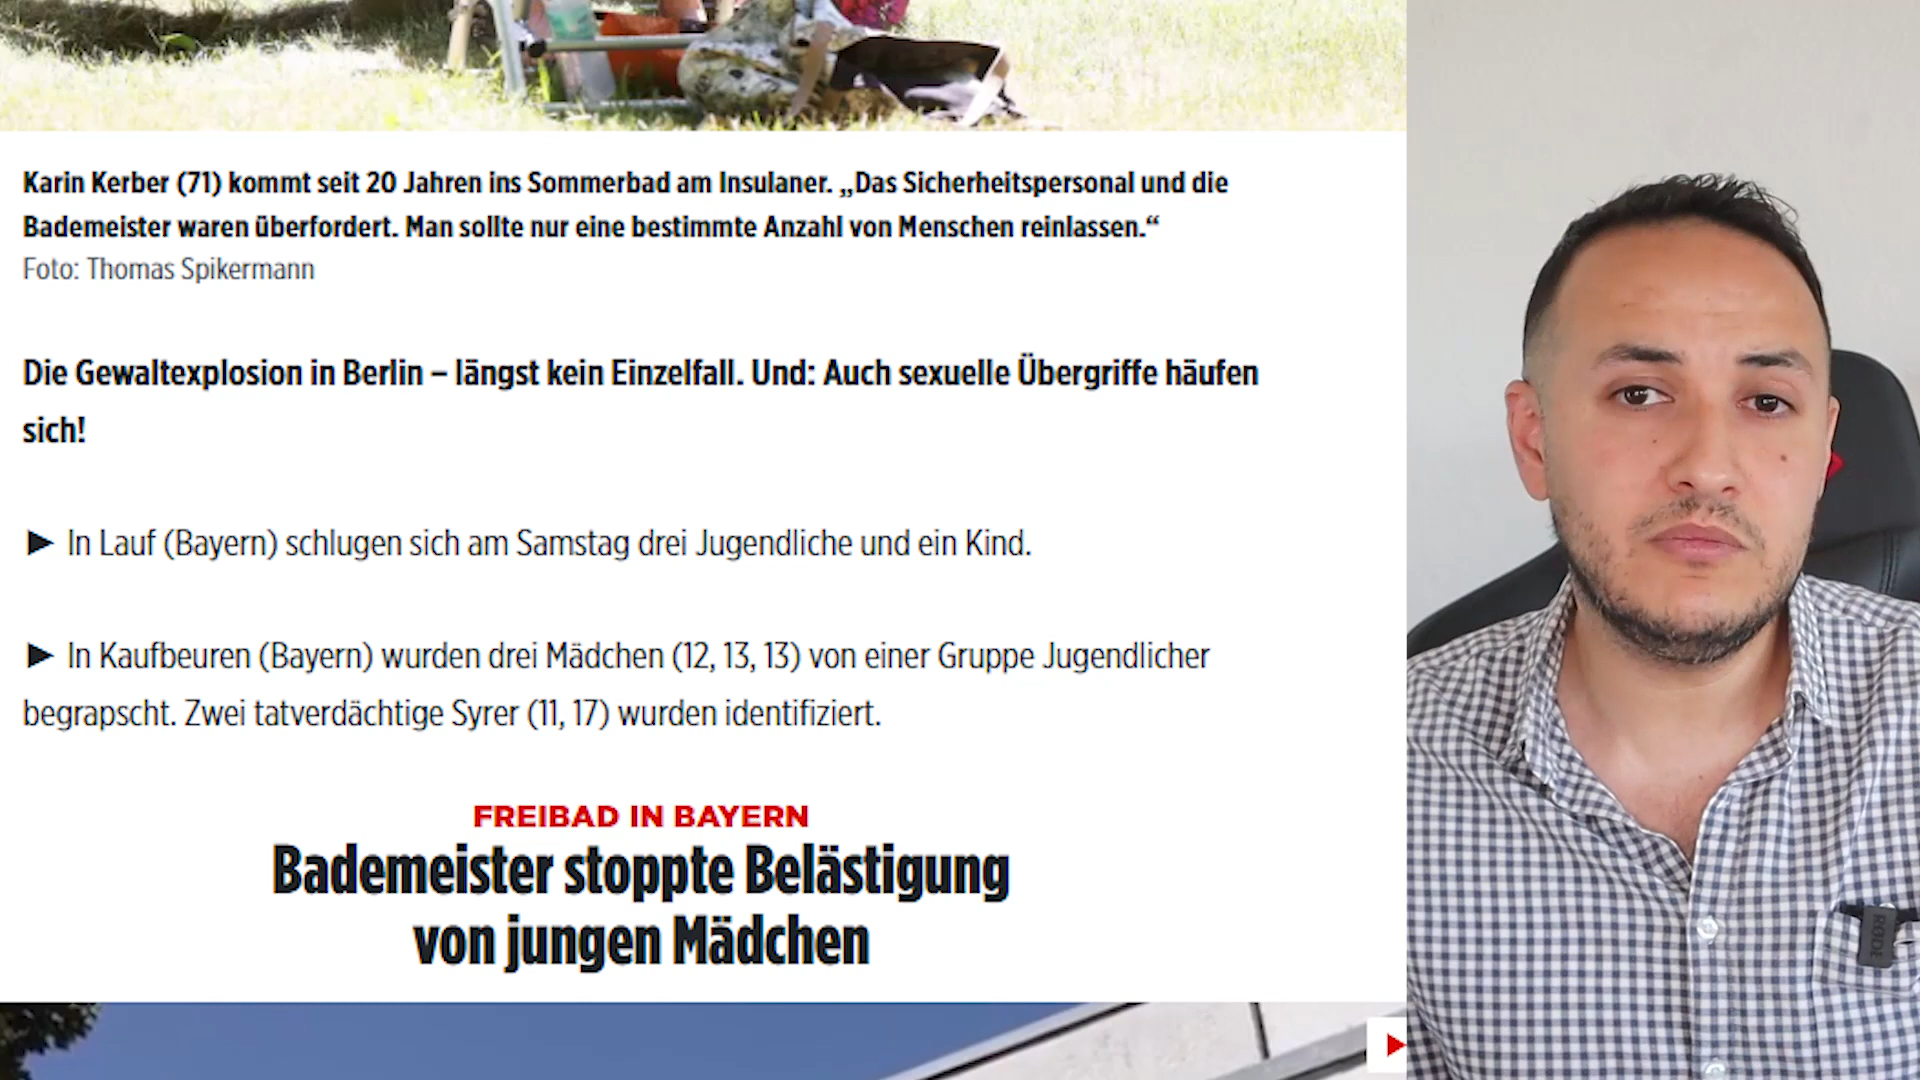 Karin Kerber (71) kommt seit 20 Jahren ins Sommerbad am Insulaner. „Das Sicherheitspersonal und die
Bademeister waren überfordert. Man sollte nur eine bestimmte Anzahl von Menschen reinlassen.“
Foto: Thomas Spikermann
Die Gewaltexplosion in Berlin – längst kein Einzelfall. Und: Auch sexuelle Übergriffe häufen
sich!
► In Lauf (Bayern) schlugen sich am Samstag drei Jugendliche und ein Kind.
► In Kaufbeuren (Bayern) wurden drei Mädchen (12, 13, 13) von einer Gruppe Jugendlicher
begrapscht. Zwei tatverdächtige Syrer (11, 17) wurden identifiziert.
FREIBAD IN BAYERN
Bademeister stoppte Belästigung
von jungen Mädchen
RØDE